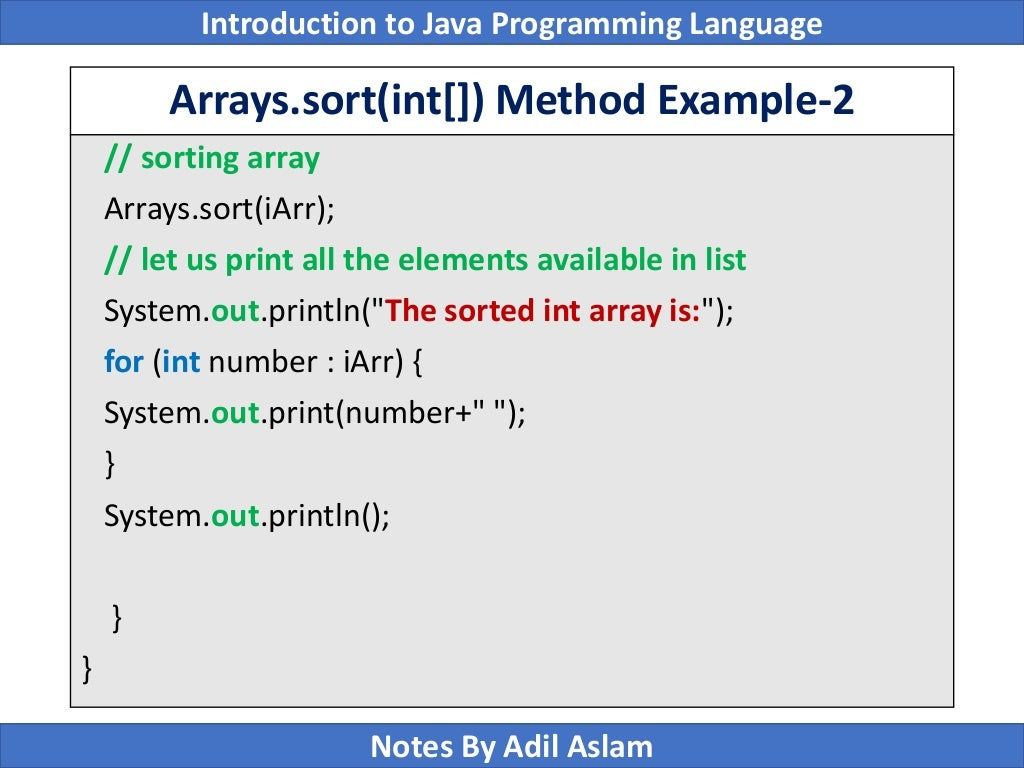 Introduction to Java Programming Language
Arrays.sort(int[]) Method Example-2
// sorting array
Arrays.sort(iArr);
// let us print all the elements available in list
System.out.println("The sorted int array is:");
for (int number : iArr) {
System.out.print(number+" ");
}
System.out.println();
}
}
Notes By Adil Aslam